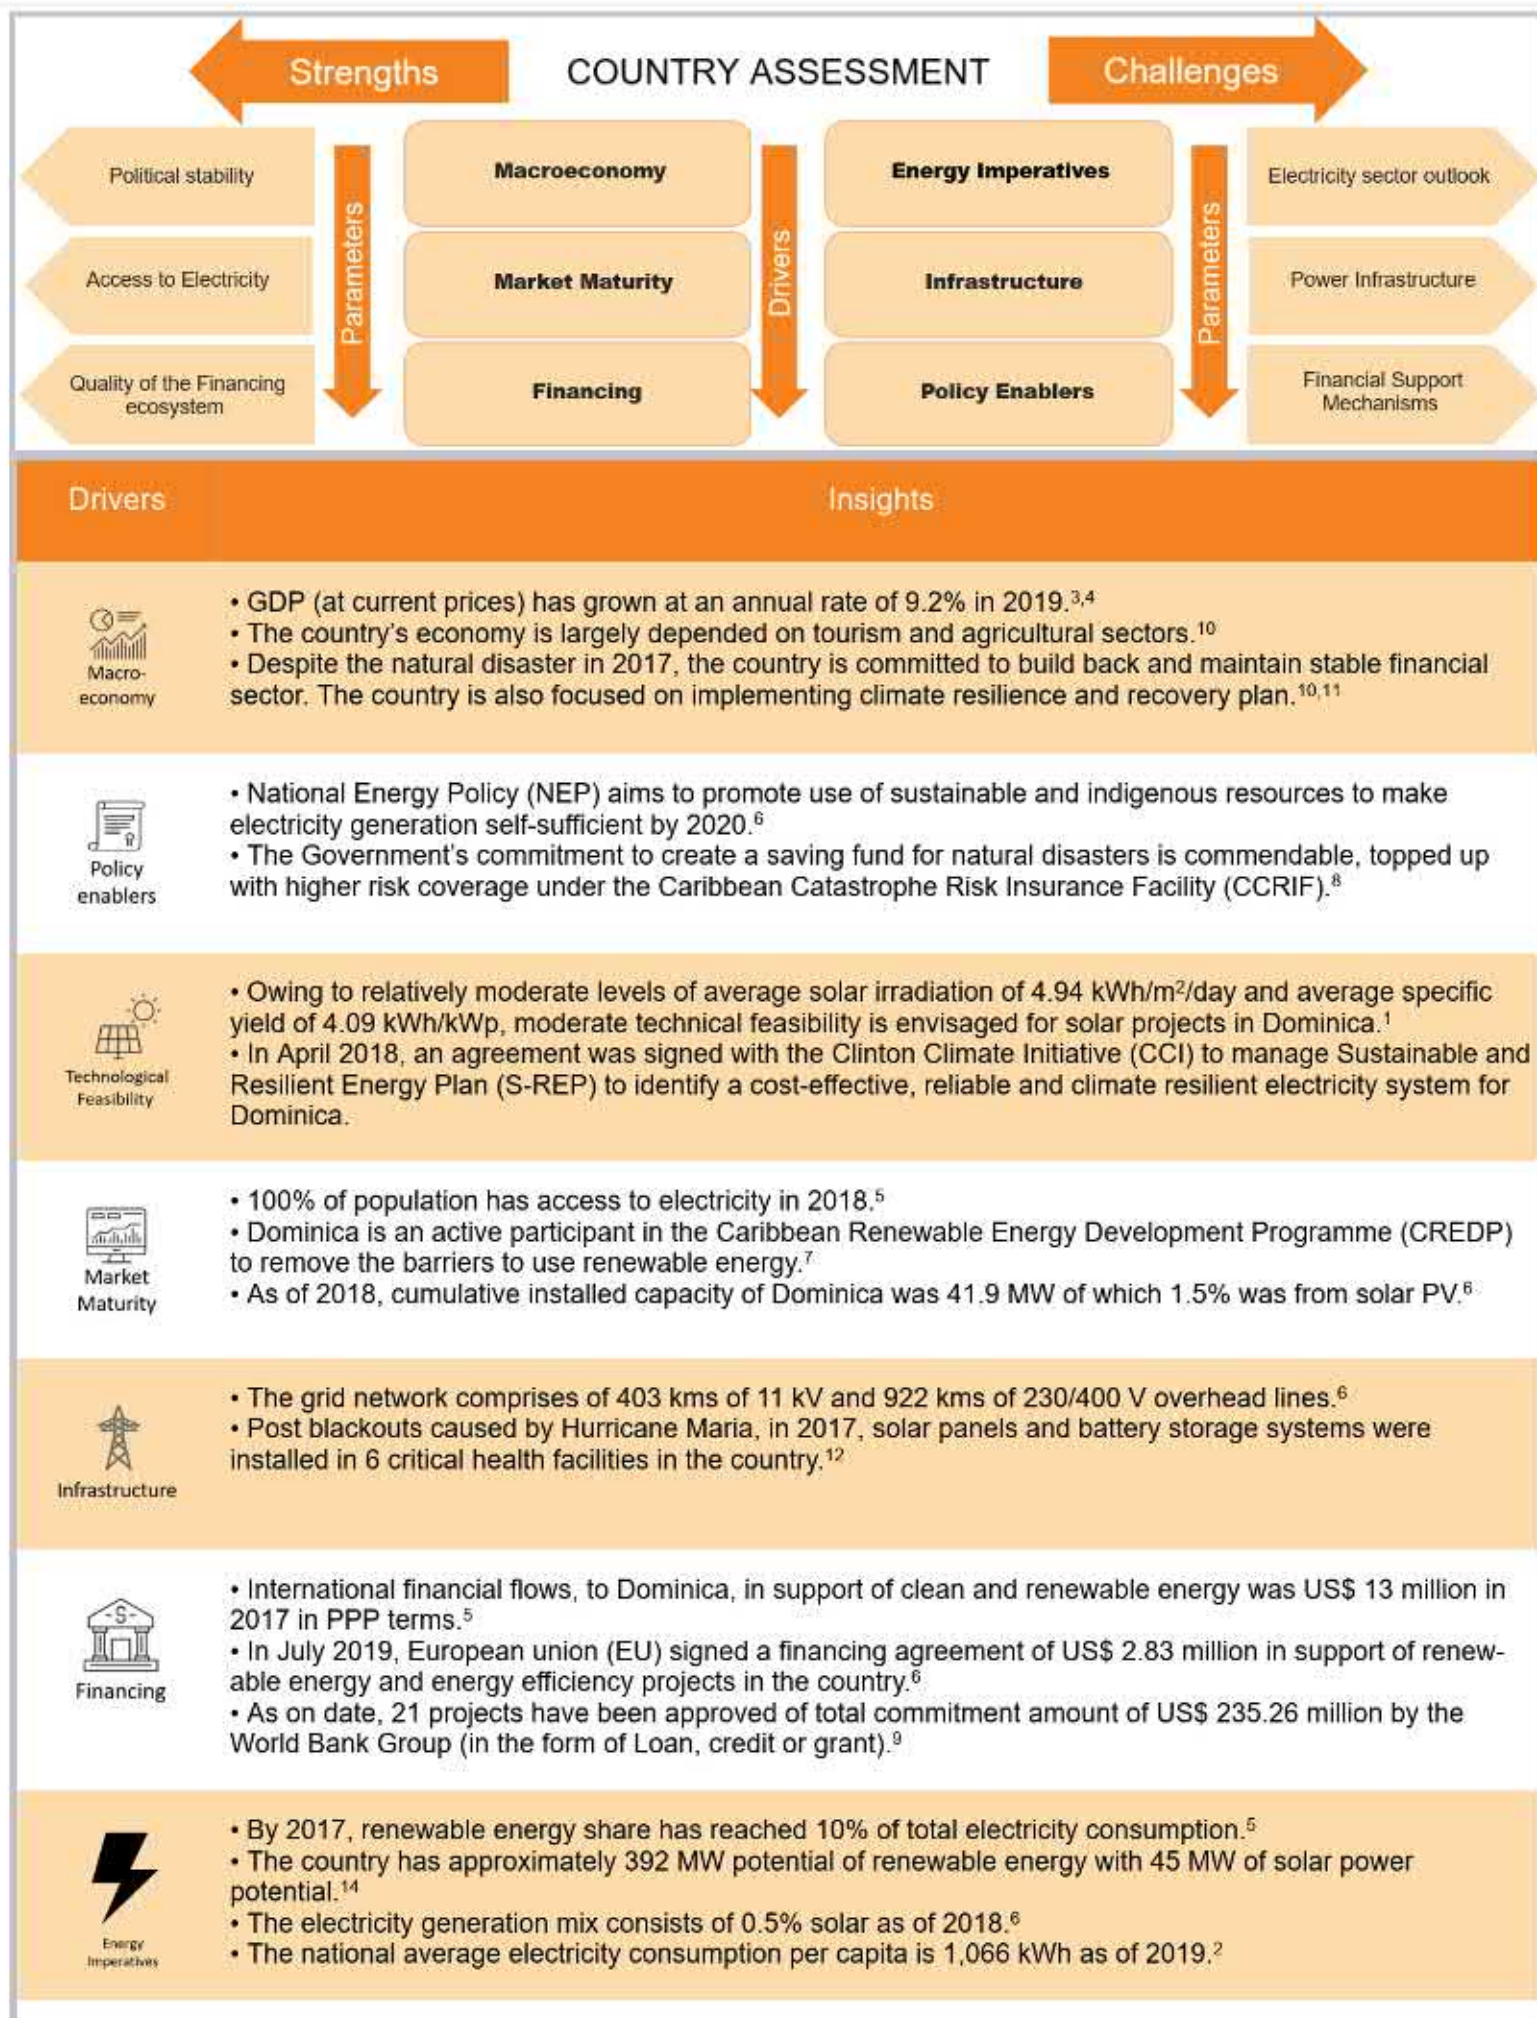 Strengths
COUNTRY ASSESSMENT
Challenges
Political stability
Parameters
Macroeconomy
Drivers
Energy Imperatives
Parameters
Electricity sector outlook
Access to Electricity
Market Maturity
Infrastructure
Power Infrastructure
Quality of the Financing
ecosystem
Financing
Policy Enablers
Financial Support
Mechanisms
Drivers
Insights
Macro-
economy
• GDP (at current prices) has grown at an annual rate of 9.2% in 2019.³,⁴
• The country's economy is largely depended on tourism and agricultural sectors.¹⁰
• Despite the natural disaster in 2017, the country is committed to build back and maintain stable financial
sector. The country is also focused on implementing climate resilience and recovery plan.¹⁰,¹¹
Policy
enablers
• National Energy Policy (NEP) aims to promote use of sustainable and indigenous resources to make
electricity generation self-sufficient by 2020.⁶
• The Government's commitment to create a saving fund for natural disasters is commendable, topped up
with higher risk coverage under the Caribbean Catastrophe Risk Insurance Facility (CCRIF).⁸
Technological
Feasibility
• Owing to relatively moderate levels of average solar irradiation of 4.94 kWh/m²/day and average specific
yield of 4.09 kWh/kWp, moderate technical feasibility is envisaged for solar projects in Dominica.¹
• In April 2018, an agreement was signed with the Clinton Climate Initiative (CCI) to manage Sustainable and
Resilient Energy Plan (S-REP) to identify a cost-effective, reliable and climate resilient electricity system for
Dominica.
Market
Maturity
• 100% of population has access to electricity in 2018.⁵
• Dominica is an active participant in the Caribbean Renewable Energy Development Programme (CREDP)
to remove the barriers to use renewable energy.⁷
• As of 2018, cumulative installed capacity of Dominica was 41.9 MW of which 1.5% was from solar PV.⁶
Infrastructure
• The grid network comprises of 403 kms of 11 kV and 922 kms of 230/400 V overhead lines.⁶
• Post blackouts caused by Hurricane Maria, in 2017, solar panels and battery storage systems were
installed in 6 critical health facilities in the country.¹²
-S-
Financing
• International financial flows, to Dominica, in support of clean and renewable energy was US$ 13 million in
2017 in PPP terms.⁵
• In July 2019, European union (EU) signed a financing agreement of US$ 2.83 million in support of renew-
able energy and energy efficiency projects in the country.⁶
• As on date, 21 projects have been approved of total commitment amount of US$ 235.26 million by the
World Bank Group (in the form of Loan, credit or grant).⁹
Energy
Imperatives
• By 2017, renewable energy share has reached 10% of total electricity consumption.⁵
• The country has approximately 392 MW potential of renewable energy with 45 MW of solar power
potential.¹⁴
• The electricity generation mix consists of 0.5% solar as of 2018.⁶
• The national average electricity consumption per capita is 1,066 kWh as of 2019.²